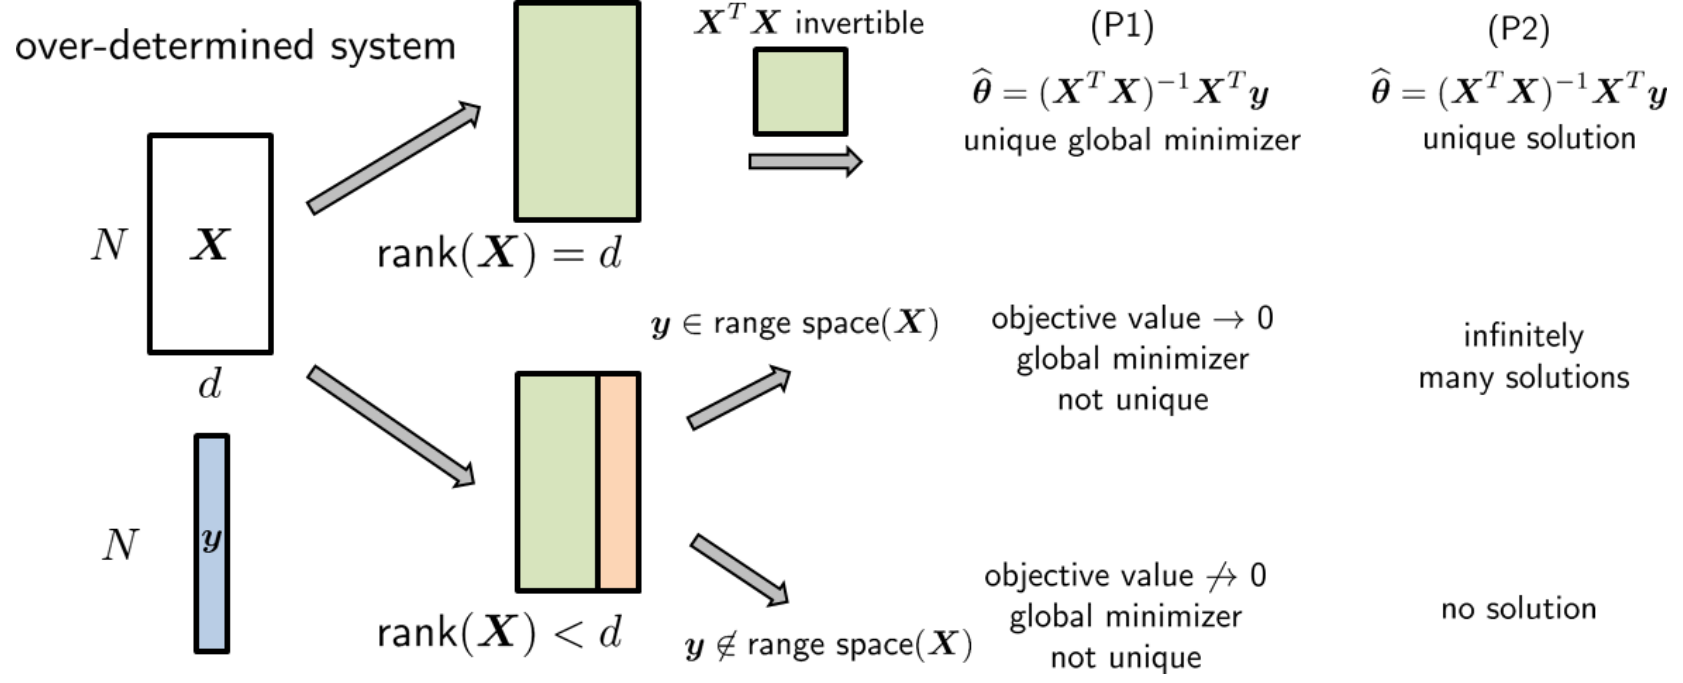 over-determined system
N
X
d
N
y
rank(X) = d
rank(X) < d
X^T X invertible
y ∈ range space(X)
y ∉ range space(X)
(P1)
θ̂ = (X^T X)^{-1} X^T y
unique global minimizer
objective value → 0
global minimizer
not unique
objective value ↛ 0
global minimizer
not unique
(P2)
θ̂ = (X^T X)^{-1} X^T y
unique solution
infinitely
many solutions
no solution